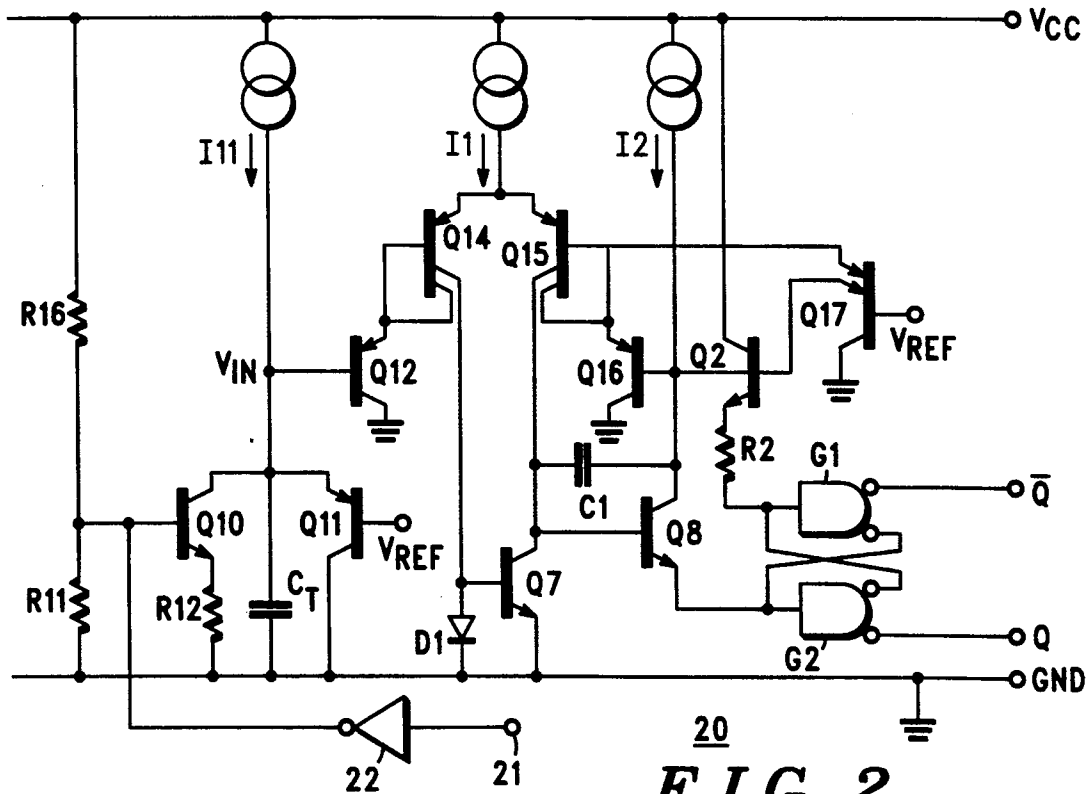 VCC
I11
I1
I2
Q14
Q15
R16
Q17
VREF
VIN
Q12
Q16
Q2
R2
G1
Q̅
C1
Q10
Q11
VREF
Q8
R11
R12
CT
Q7
D1
G2
Q
GND
22
21
20
FIG 2